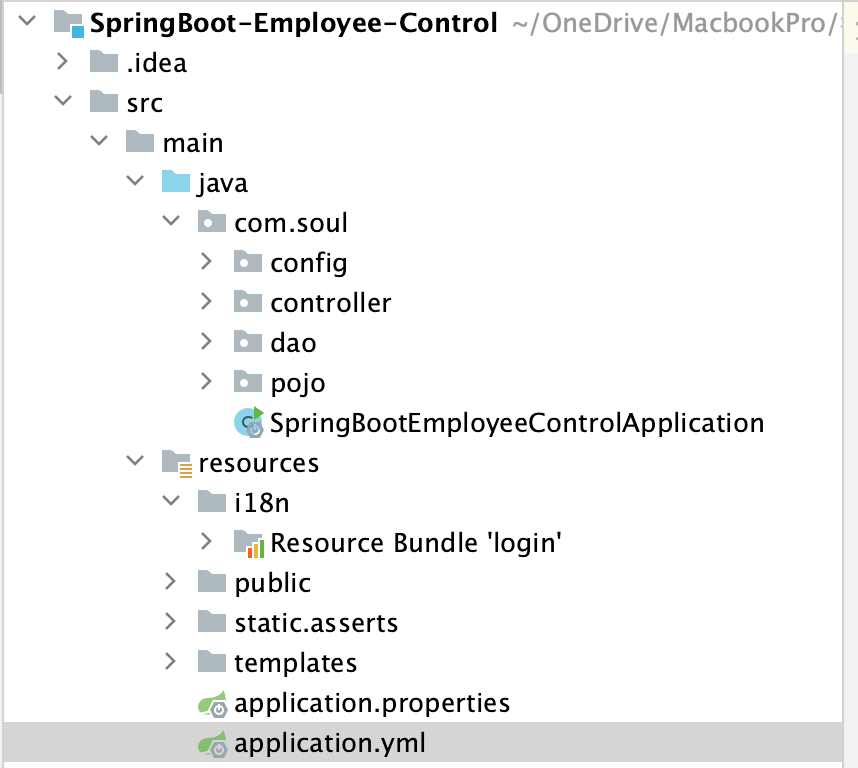 SpringBoot-Employee-Control ~/OneDrive/MacbookPro/
.idea
src
main
java
com.soul
config
controller
dao
pojo
SpringBootEmployeeControlApplication
resources
i18n
Resource Bundle 'login'
public
static.asserts
templates
application.properties
application.yml